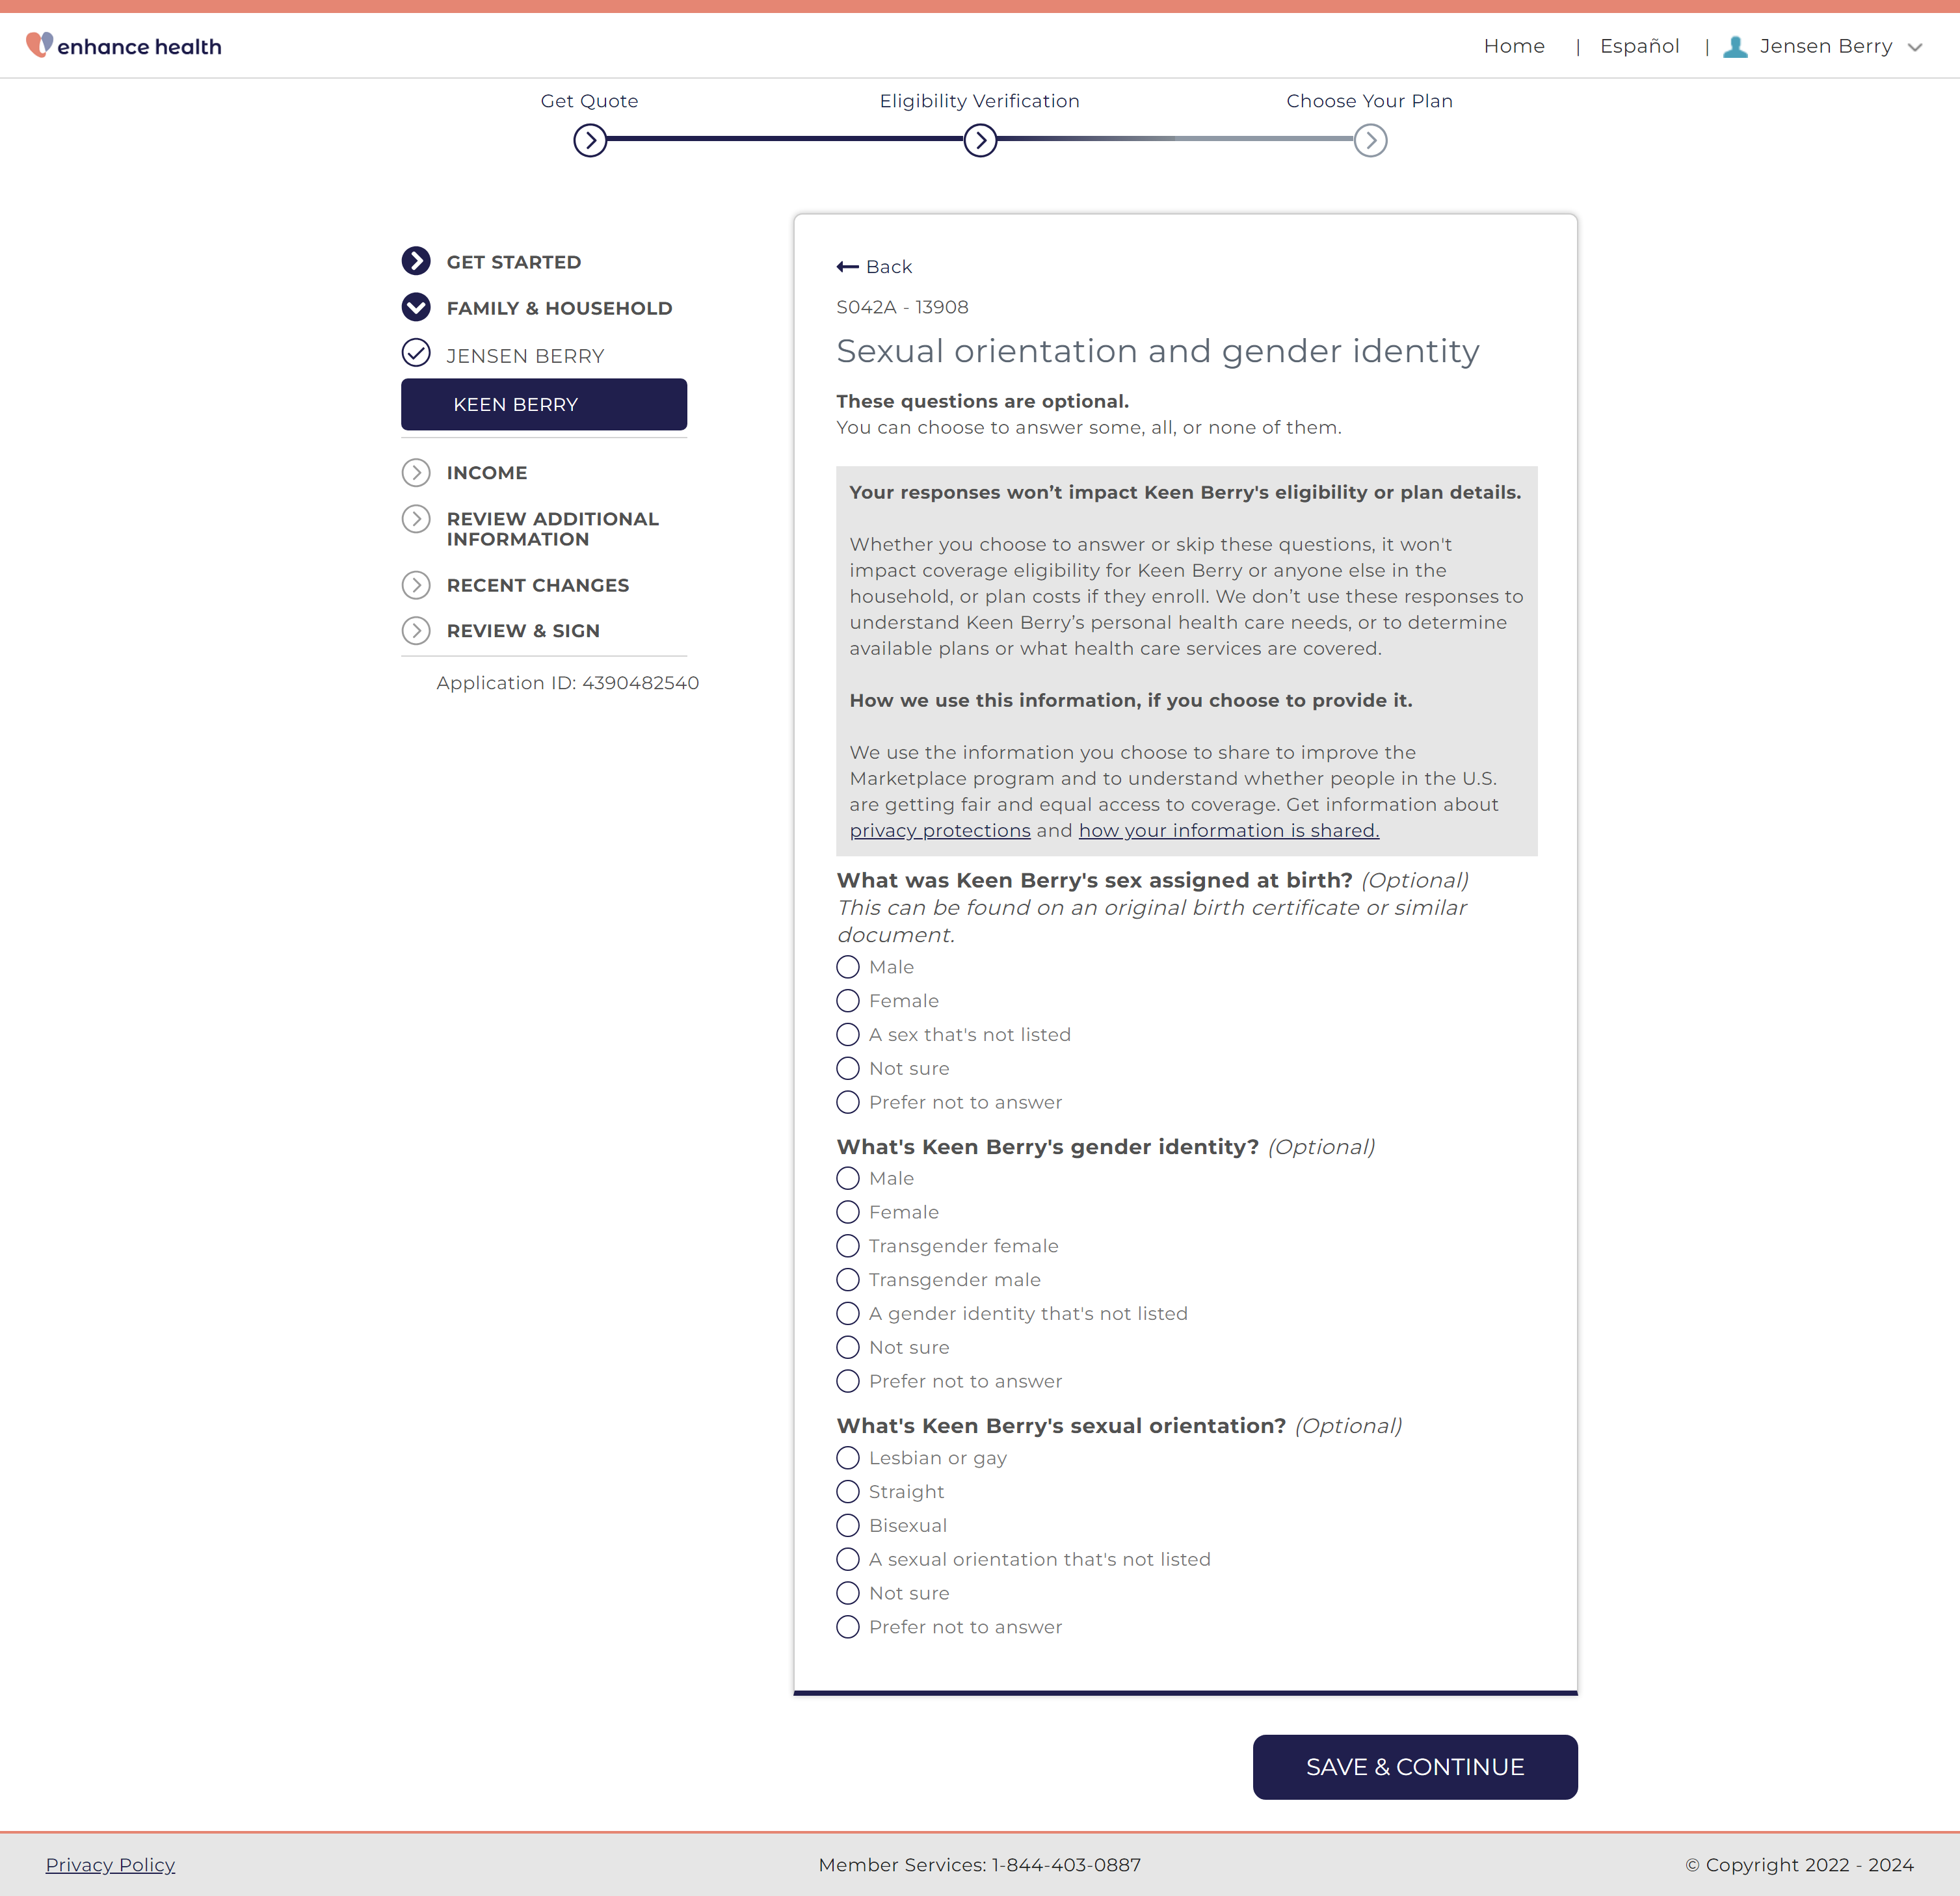 enhance health
Home | Español | Jensen Berry
Get Quote
Eligibility Verification
Choose Your Plan
GET STARTED
FAMILY & HOUSEHOLD
JENSEN BERRY
KEEN BERRY
INCOME
REVIEW ADDITIONAL
INFORMATION
RECENT CHANGES
REVIEW & SIGN
Application ID: 4390482540
Back
S042A - 13908
Sexual orientation and gender identity
These questions are optional.
You can choose to answer some, all, or none of them.
Your responses won’t impact Keen Berry's eligibility or plan details.
Whether you choose to answer or skip these questions, it won't
impact coverage eligibility for Keen Berry or anyone else in the
household, or plan costs if they enroll. We don’t use these responses to
understand Keen Berry’s personal health care needs, or to determine
available plans or what health care services are covered.
How we use this information, if you choose to provide it.
We use the information you choose to share to improve the
Marketplace program and to understand whether people in the U.S.
are getting fair and equal access to coverage. Get information about
privacy protections and how your information is shared.
What was Keen Berry's sex assigned at birth? (Optional)
This can be found on an original birth certificate or similar
document.
Male
Female
A sex that's not listed
Not sure
Prefer not to answer
What's Keen Berry's gender identity? (Optional)
Male
Female
Transgender female
Transgender male
A gender identity that's not listed
Not sure
Prefer not to answer
What's Keen Berry's sexual orientation? (Optional)
Lesbian or gay
Straight
Bisexual
A sexual orientation that's not listed
Not sure
Prefer not to answer
SAVE & CONTINUE
Privacy Policy
Member Services: 1-844-403-0887
© Copyright 2022 - 2024